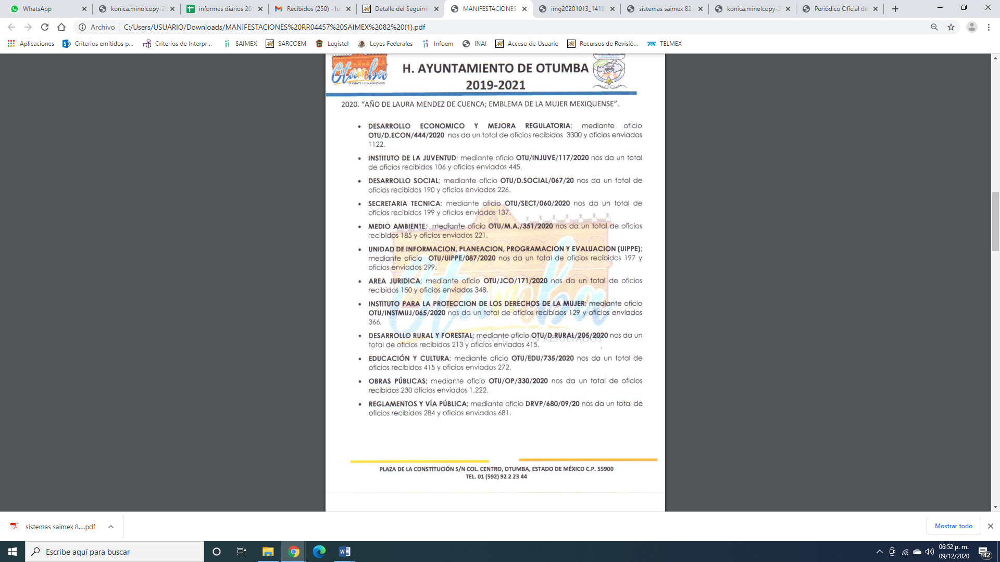 WhatsApp
konica.minolcopy-2
informes diarios 201
Recibidos (250) - lui
Detalle del Seguimi
MANIFESTACIONES
img20201013_1419
sistemas saimex 82.
konica.minolcopy-2
Periódico Oficial de
Archivo
C:/Users/USUARIO/Downloads/MANIFESTACIONES%20RR04457%20SAIMEX%2082%20(1).pdf
Aplicaciones
Criterios emitidos p...
Criterios de Interpr...
SAIMEX
SARCOEM
Legistel
Leyes Federales
Infoem
INAI
Acceso de Usuario
Recursos de Revisió...
TELMEX
Otumba
DE FRENTE Y CON RESULTADOS
H. AYUNTAMIENTO DE OTUMBA
2019-2021
2020. “AÑO DE LAURA MENDEZ DE CUENCA; EMBLEMA DE LA MUJER MEXIQUENSE”.
• DESARROLLO ECONOMICO Y MEJORA REGULATORIA; mediante oficio
OTU/D.ECON/444/2020 nos da un total de oficios recibidos 3300 y oficios enviados
1122.
• INSTITUTO DE LA JUVENTUD; mediante oficio OTU/INJUVE/117/2020 nos da un total
de oficios recibidos 106 y oficios enviados 445.
• DESARROLLO SOCIAL; mediante oficio OTU/D.SOCIAL/067/20 nos da un total de
oficios recibidos 190 y oficios enviados 226.
• SECRETARIA TECNICA; mediante oficio OTU/SECT/060/2020 nos da un total de
oficios recibidos 199 y oficios enviados 137.
• MEDIO AMBIENTE; mediante oficio OTU/M.A./351/2020 nos da un total de oficios
recibidos 185 y oficios enviados 221.
• UNIDAD DE INFORMACION, PLANEACION, PROGRAMACION Y EVALUACION (UIPPE);
mediante oficio OTU/UIPPE/087/2020 nos da un total de oficios recibidos 197 y
oficios enviados 299.
• AREA JURIDICA; mediante oficio OTU/JCO/171/2020 nos da un total de oficios
recibidos 150 y oficios enviados 348.
• INSTITUTO PARA LA PROTECCION DE LOS DERECHOS DE LA MUJER; mediante oficio
OTU/INSTMUJ/065/2020 nos da un total de oficios recibidos 129 y oficios enviados
366.
• DESARROLLO RURAL Y FORESTAL; mediante oficio OTU/D.RURAL/205/2020 nos da un
total de oficios recibidos 213 y oficios enviados 415.
• EDUCACIÓN Y CULTURA; mediante oficio OTU/EDU/735/2020 nos da un total de
oficios recibidos 415 y oficios enviados 272.
• OBRAS PÚBLICAS; mediante oficio OTU/OP/330/2020 nos da un total de oficios
recibidos 230 oficios enviados 1,222.
• REGLAMENTOS Y VÍA PÚBLICA; mediante oficio DRVP/680/09/20 nos da un total de
oficios recibidos 284 y oficios enviados 681.
Otumba
DE FRENTE Y CON RESULTADOS
PLAZA DE LA CONSTITUCIÓN S/N COL. CENTRO, OTUMBA, ESTADO DE MÉXICO C.P. 55900
TEL. 01 (592) 92 2 23 44
sistemas saimex 8....pdf
Mostrar todo
Escribe aquí para buscar
06:52 p. m.
09/12/2020
42